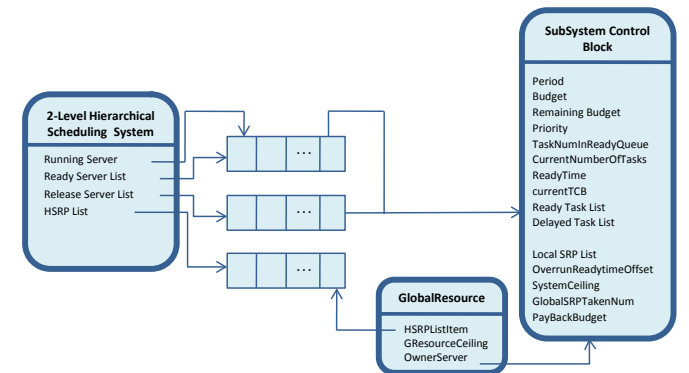 2-Level Hierarchical
Scheduling System
Running Server
Ready Server List
Release Server List
HSRP List
...
...
...
GlobalResource
HSRPListItem
GResourceCeiling
OwnerServer
SubSystem Control
Block
Period
Budget
Remaining Budget
Priority
TaskNumInReadyQueue
CurrentNumberOfTasks
ReadyTime
currentTCB
Ready Task List
Delayed Task List
Local SRP List
OverrunReadytimeOffset
SystemCeiling
GlobalSRPTakenNum
PayBackBudget